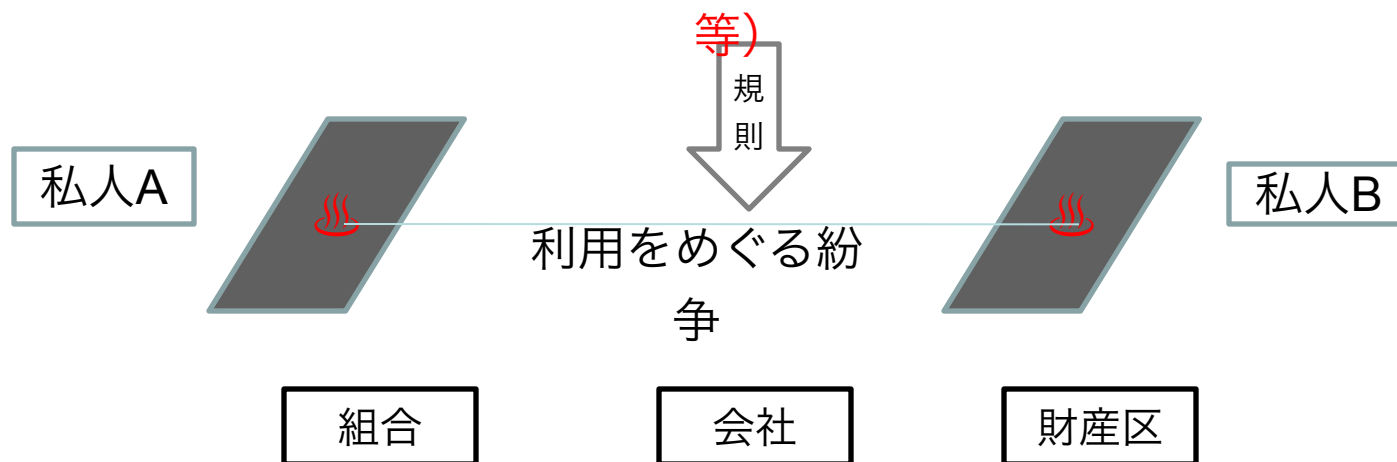 等）
規
則
私人A
私人B
利用をめぐる紛
争
組合
会社
財産区